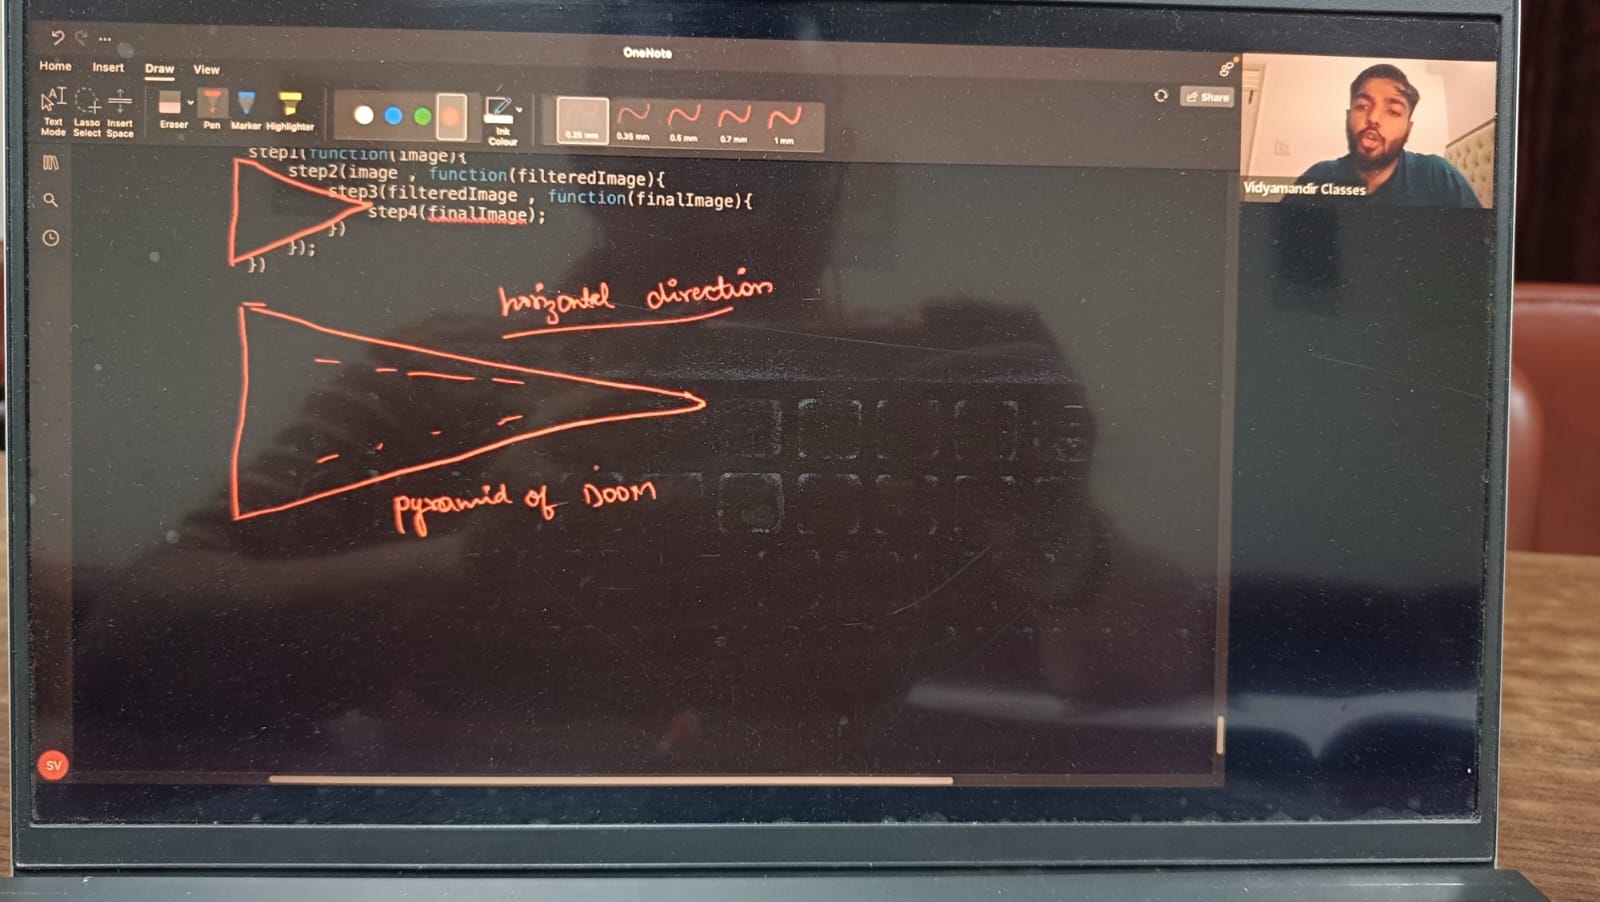 OneNote
Home Insert Draw View
Share
Text Mode Lasso Select Insert Space Eraser Pen Marker Highlighter Ink Colour 0.25 mm 0.35 mm 0.5 mm 0.7 mm 1 mm
step1(function(image){
step2(image , function(filteredImage){
step3(filteredImage , function(finalImage){
step4(finalImage);
})
});
})
Vidyamandir Classes
horizontal direction
pyramid of DOOM
SV